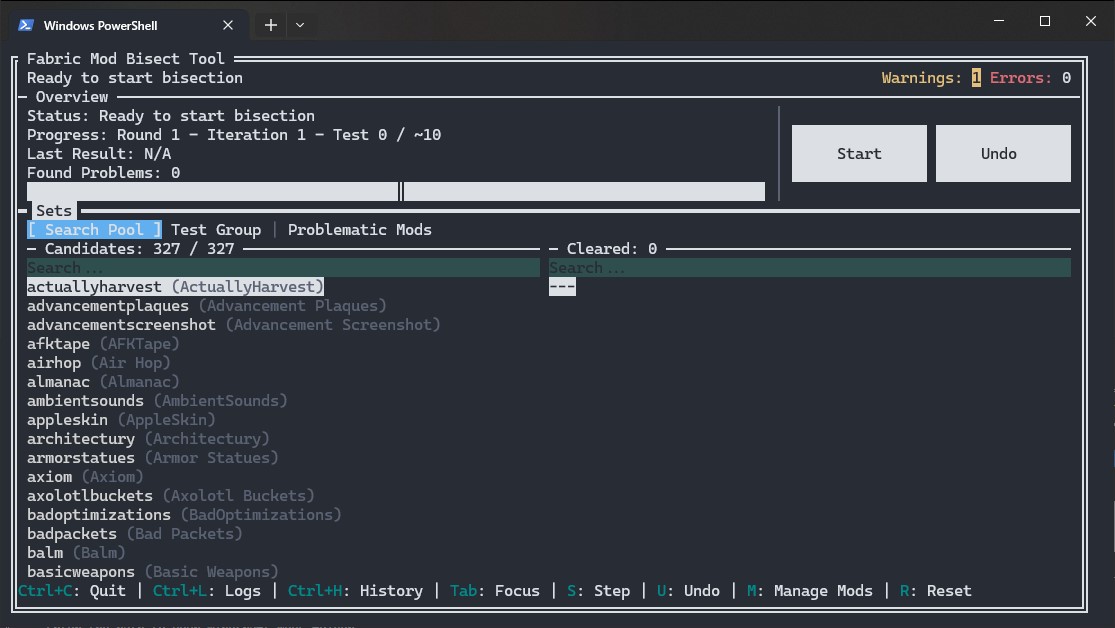 Windows PowerShell
Fabric Mod Bisect Tool
Ready to start bisection
Warnings: 1 Errors: 0
Overview
Status: Ready to start bisection
Progress: Round 1 - Iteration 1 - Test 0 / ~10
Last Result: N/A
Found Problems: 0
Start
Undo
Sets
[ Search Pool ] Test Group | Problematic Mods
Candidates: 327 / 327
Cleared: 0
Search...
Search...
actuallyharvest (ActuallyHarvest)
---
advancementplaques (Advancement Plaques)
advancementscreenshot (Advancement Screenshot)
afktape (AFKTape)
airhop (Air Hop)
almanac (Almanac)
ambientsounds (AmbientSounds)
appleskin (AppleSkin)
architectury (Architectury)
armorstatues (Armor Statues)
axiom (Axiom)
axolotlbuckets (Axolotl Buckets)
badoptimizations (BadOptimizations)
badpackets (Bad Packets)
balm (Balm)
basicweapons (Basic Weapons)
Ctrl+C: Quit | Ctrl+L: Logs | Ctrl+H: History | Tab: Focus | S: Step | U: Undo | M: Manage Mods | R: Reset